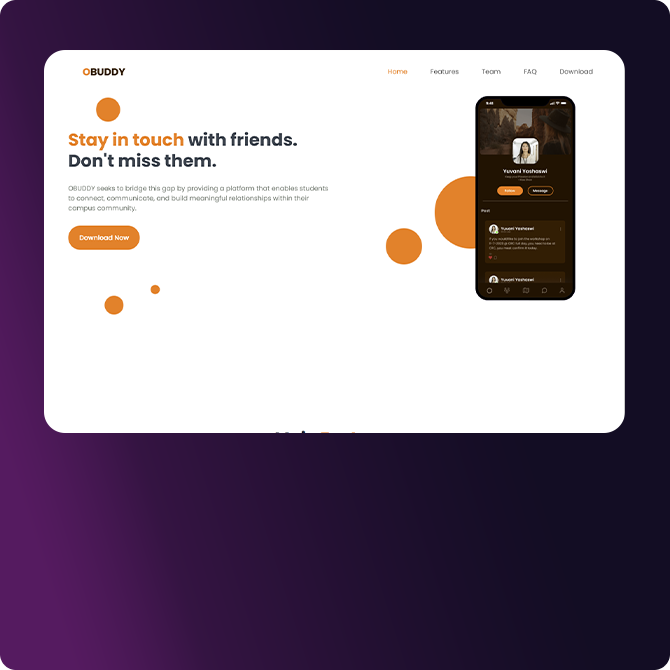 OBUDDY
Home Features Team FAQ Download
Stay in touch with friends.
Don't miss them.
OBUDDY seeks to bridge this gap by providing a platform that enables students
to connect, communicate, and build meaningful relationships within their
campus community.
Download Now
9:48
Yuvani Yashaswi
Follow Message
Post
Yuvani Yashaswi
Yuvani Yashaswi